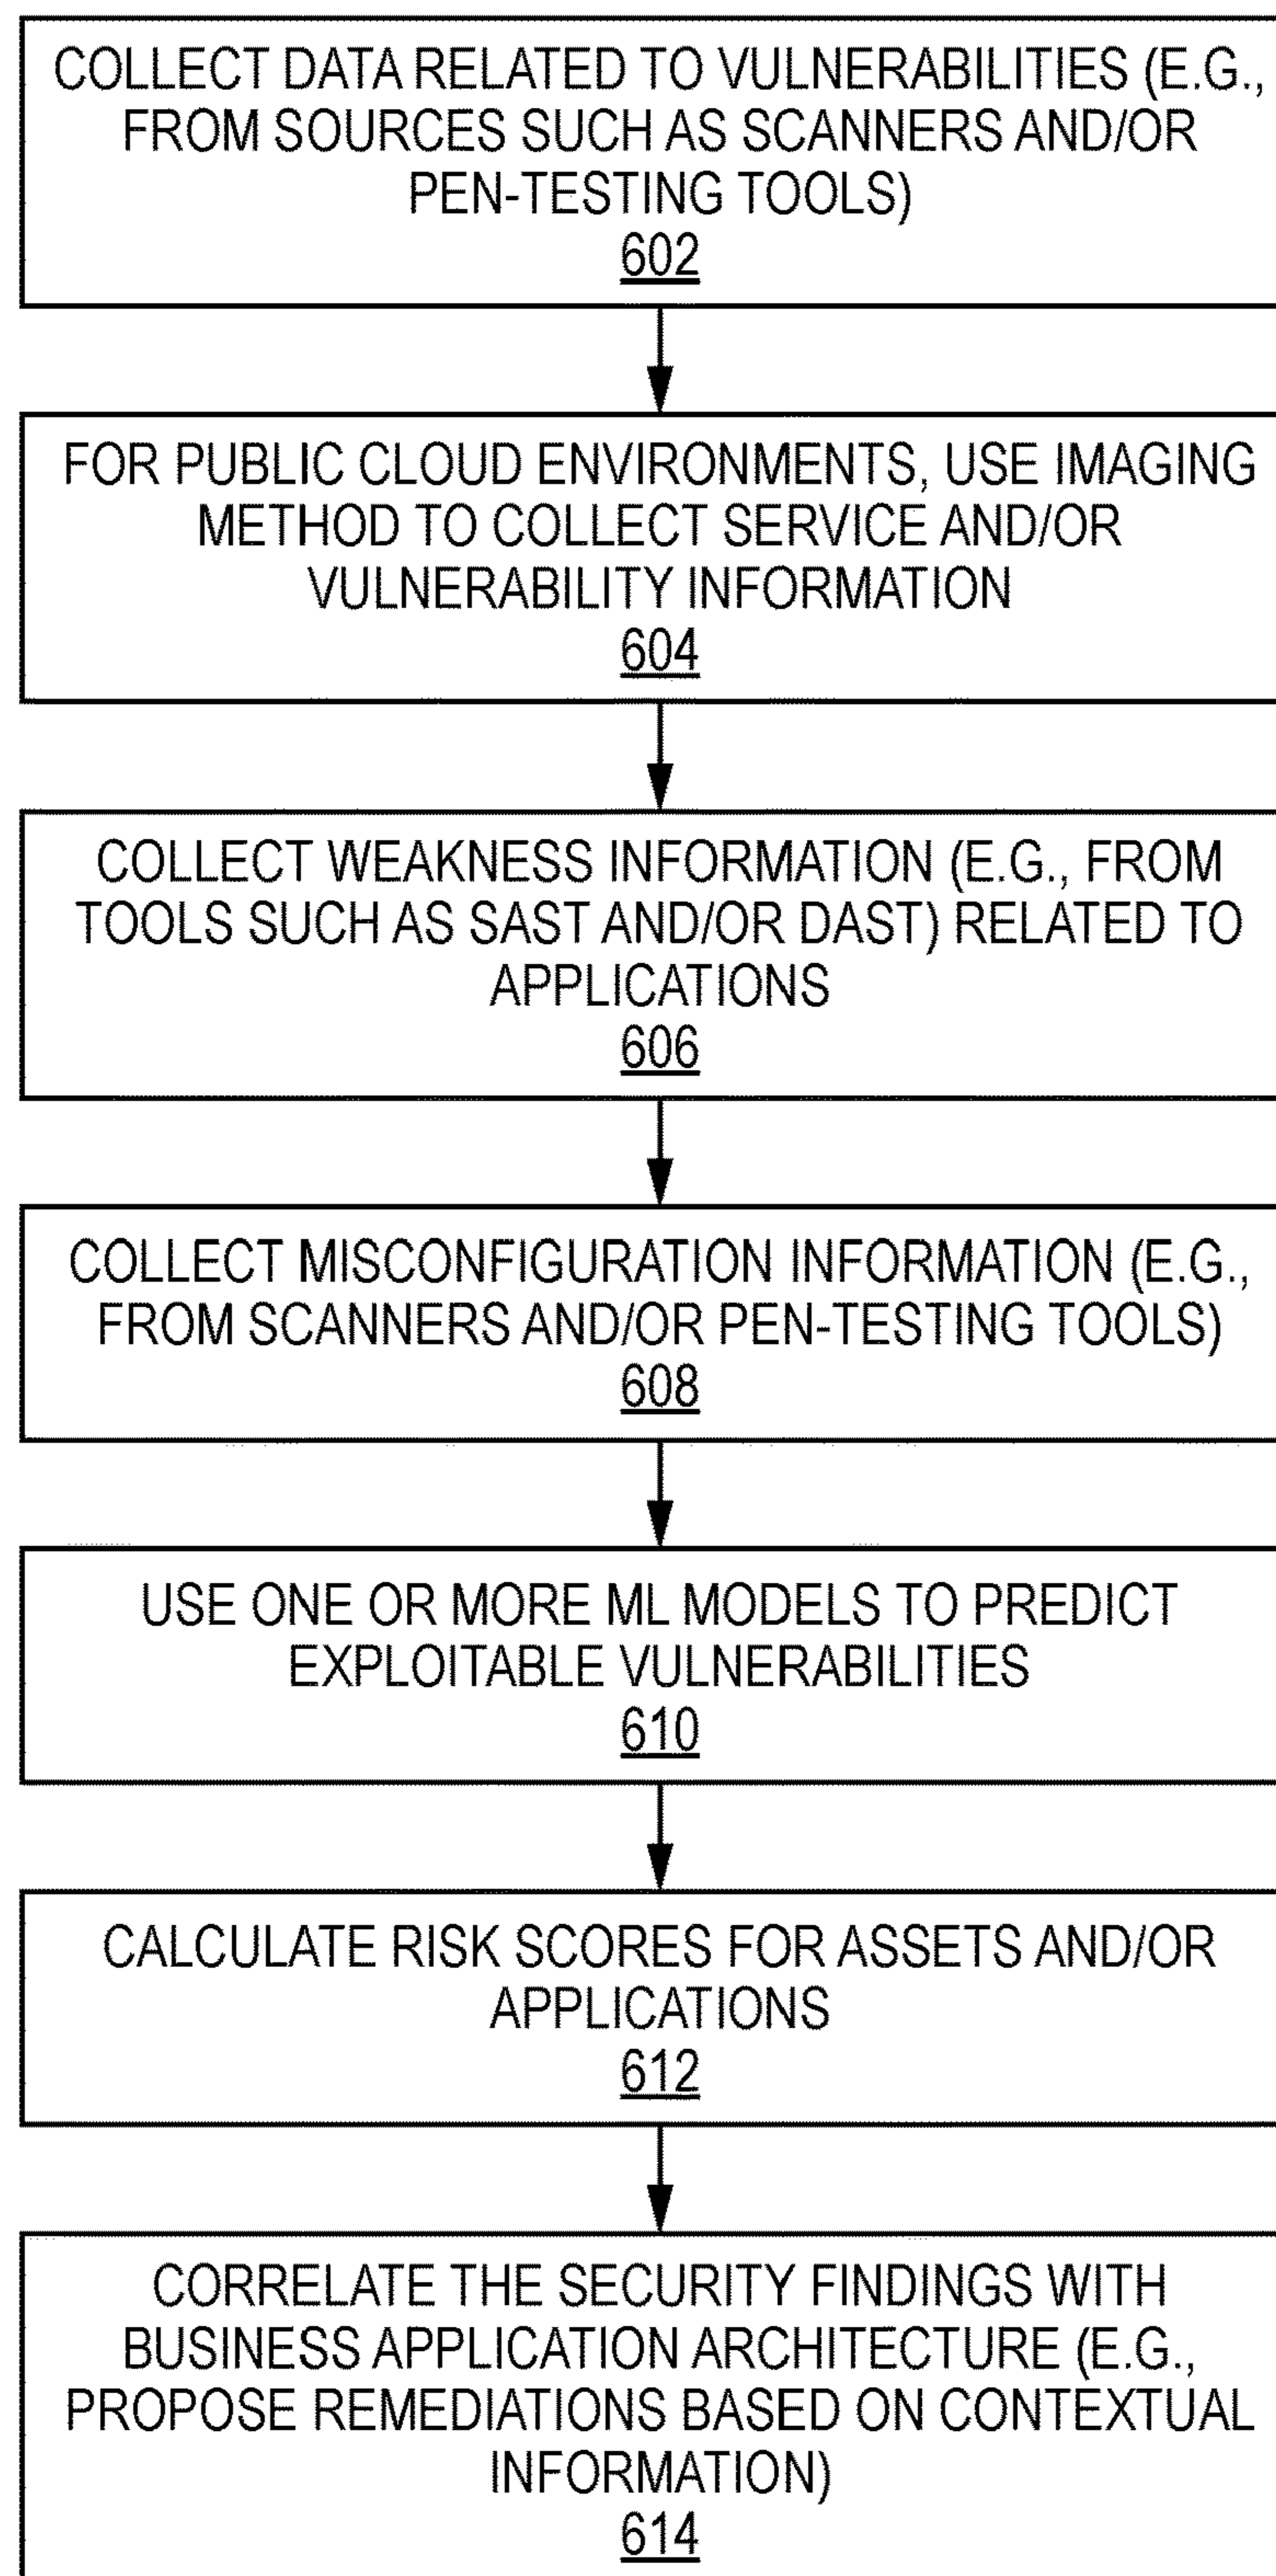 COLLECT DATA RELATED TO VULNERABILITIES (E.G.,
FROM SOURCES SUCH AS SCANNERS AND/OR
PEN-TESTING TOOLS)
602
FOR PUBLIC CLOUD ENVIRONMENTS, USE IMAGING
METHOD TO COLLECT SERVICE AND/OR
VULNERABILITY INFORMATION
604
COLLECT WEAKNESS INFORMATION (E.G., FROM
TOOLS SUCH AS SAST AND/OR DAST) RELATED TO
APPLICATIONS
606
COLLECT MISCONFIGURATION INFORMATION (E.G.,
FROM SCANNERS AND/OR PEN-TESTING TOOLS)
608
USE ONE OR MORE ML MODELS TO PREDICT
EXPLOITABLE VULNERABILITIES
610
CALCULATE RISK SCORES FOR ASSETS AND/OR
APPLICATIONS
612
CORRELATE THE SECURITY FINDINGS WITH
BUSINESS APPLICATION ARCHITECTURE (E.G.,
PROPOSE REMEDIATIONS BASED ON CONTEXTUAL
INFORMATION)
614